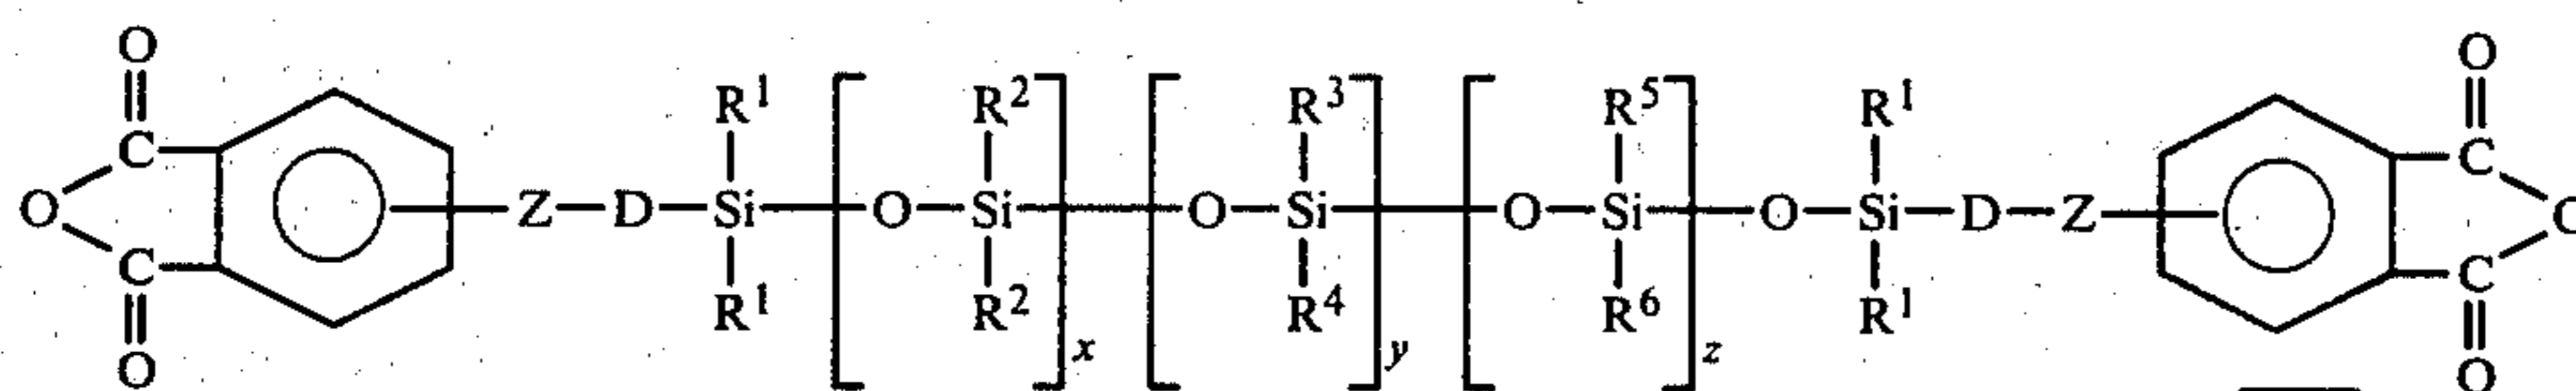 O O
R¹ R² R³ R⁵ R¹
C C
O Z—D—Si O—Si O—Si O—Si O—Si—D—Z O
C C
R¹ R² R⁴ R⁶ R¹
x y z
O O